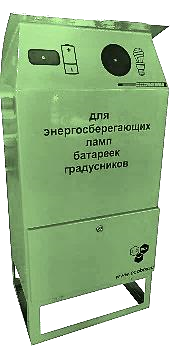 для
энергосберегающих
ламп
батареек
градусников